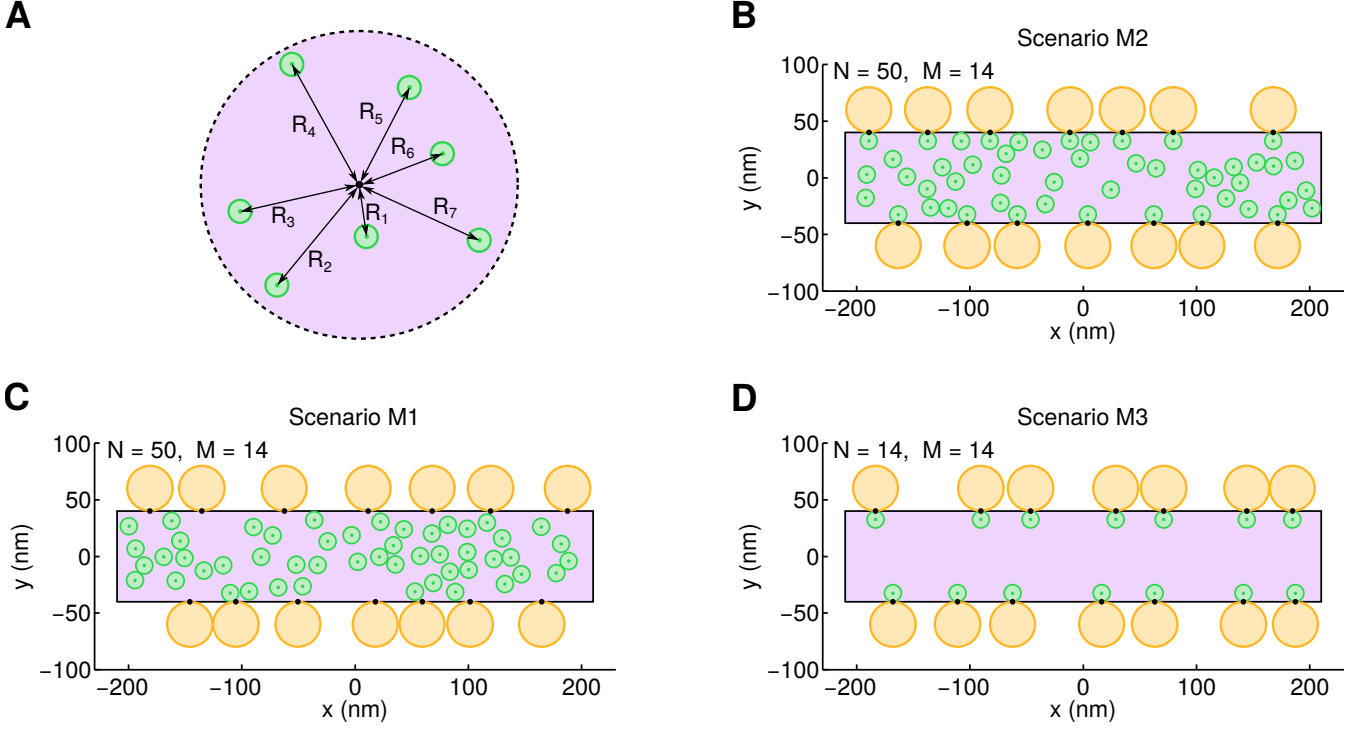 A
R4
R5
R6
R3
R1
R7
R2
B
Scenario M2
N = 50, M = 14
100
50
0
−50
−100
y (nm)
−200
−100
0
100
200
x (nm)
C
Scenario M1
N = 50, M = 14
100
50
0
−50
−100
y (nm)
−200
−100
0
100
200
x (nm)
D
Scenario M3
N = 14, M = 14
100
50
0
−50
−100
y (nm)
−200
−100
0
100
200
x (nm)